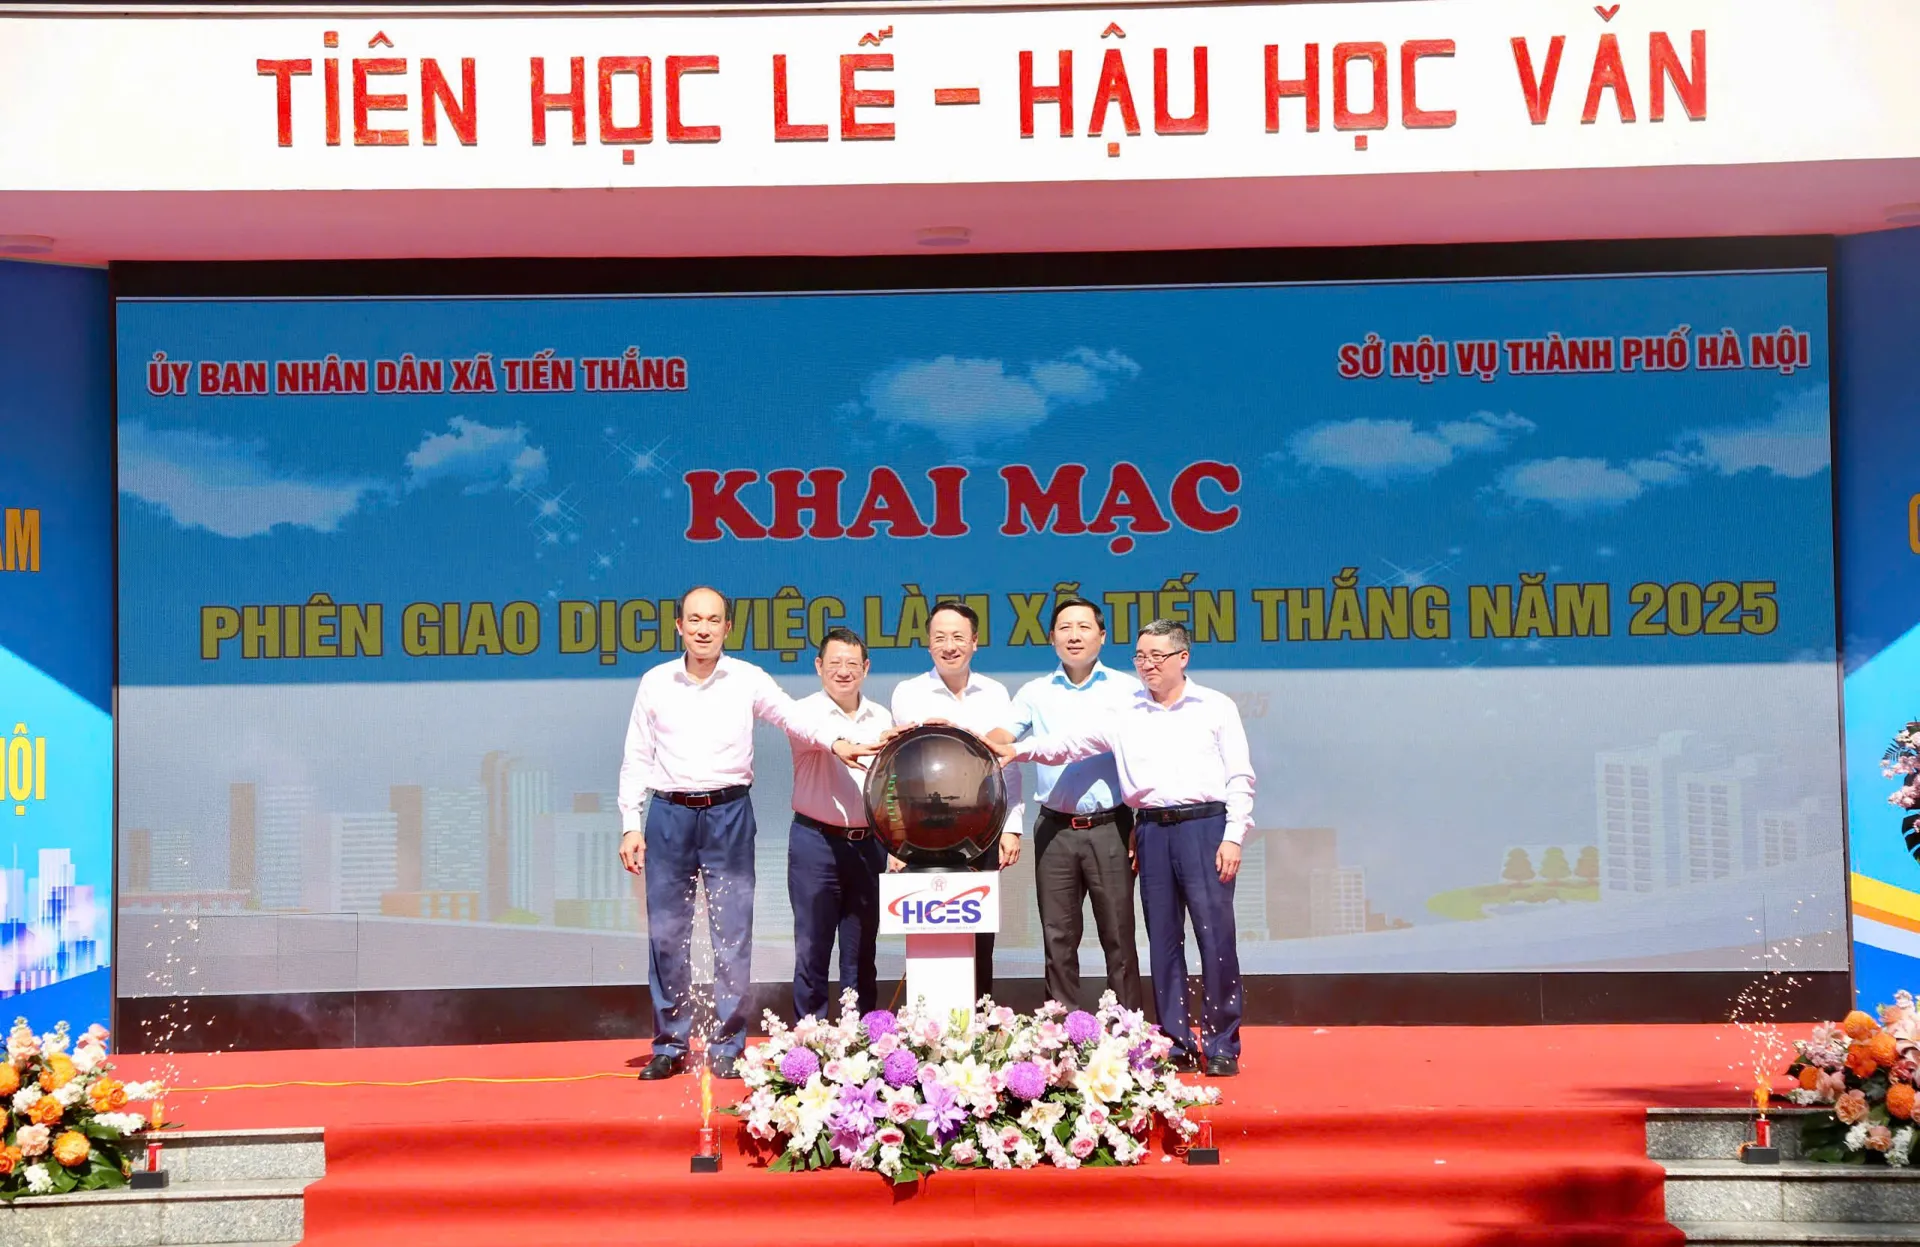 TIÊN HỌC LỄ - HẬU HỌC VĂN
ỦY BAN NHÂN DÂN XÃ TIẾN THẮNG
SỞ NỘI VỤ THÀNH PHỐ HÀ NỘI
KHAI MẠC
PHIÊN GIAO DỊCH VIỆC LÀM XÃ TIẾN THẮNG NĂM 2025
HCES